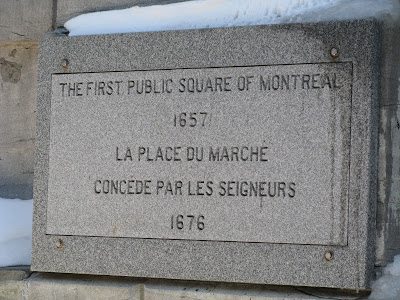 THE FIRST PUBLIC SQUARE OF MONTREAL
1657
LA PLACE DU MARCHE
CONCEDE PAR LES SEIGNEURS
1676